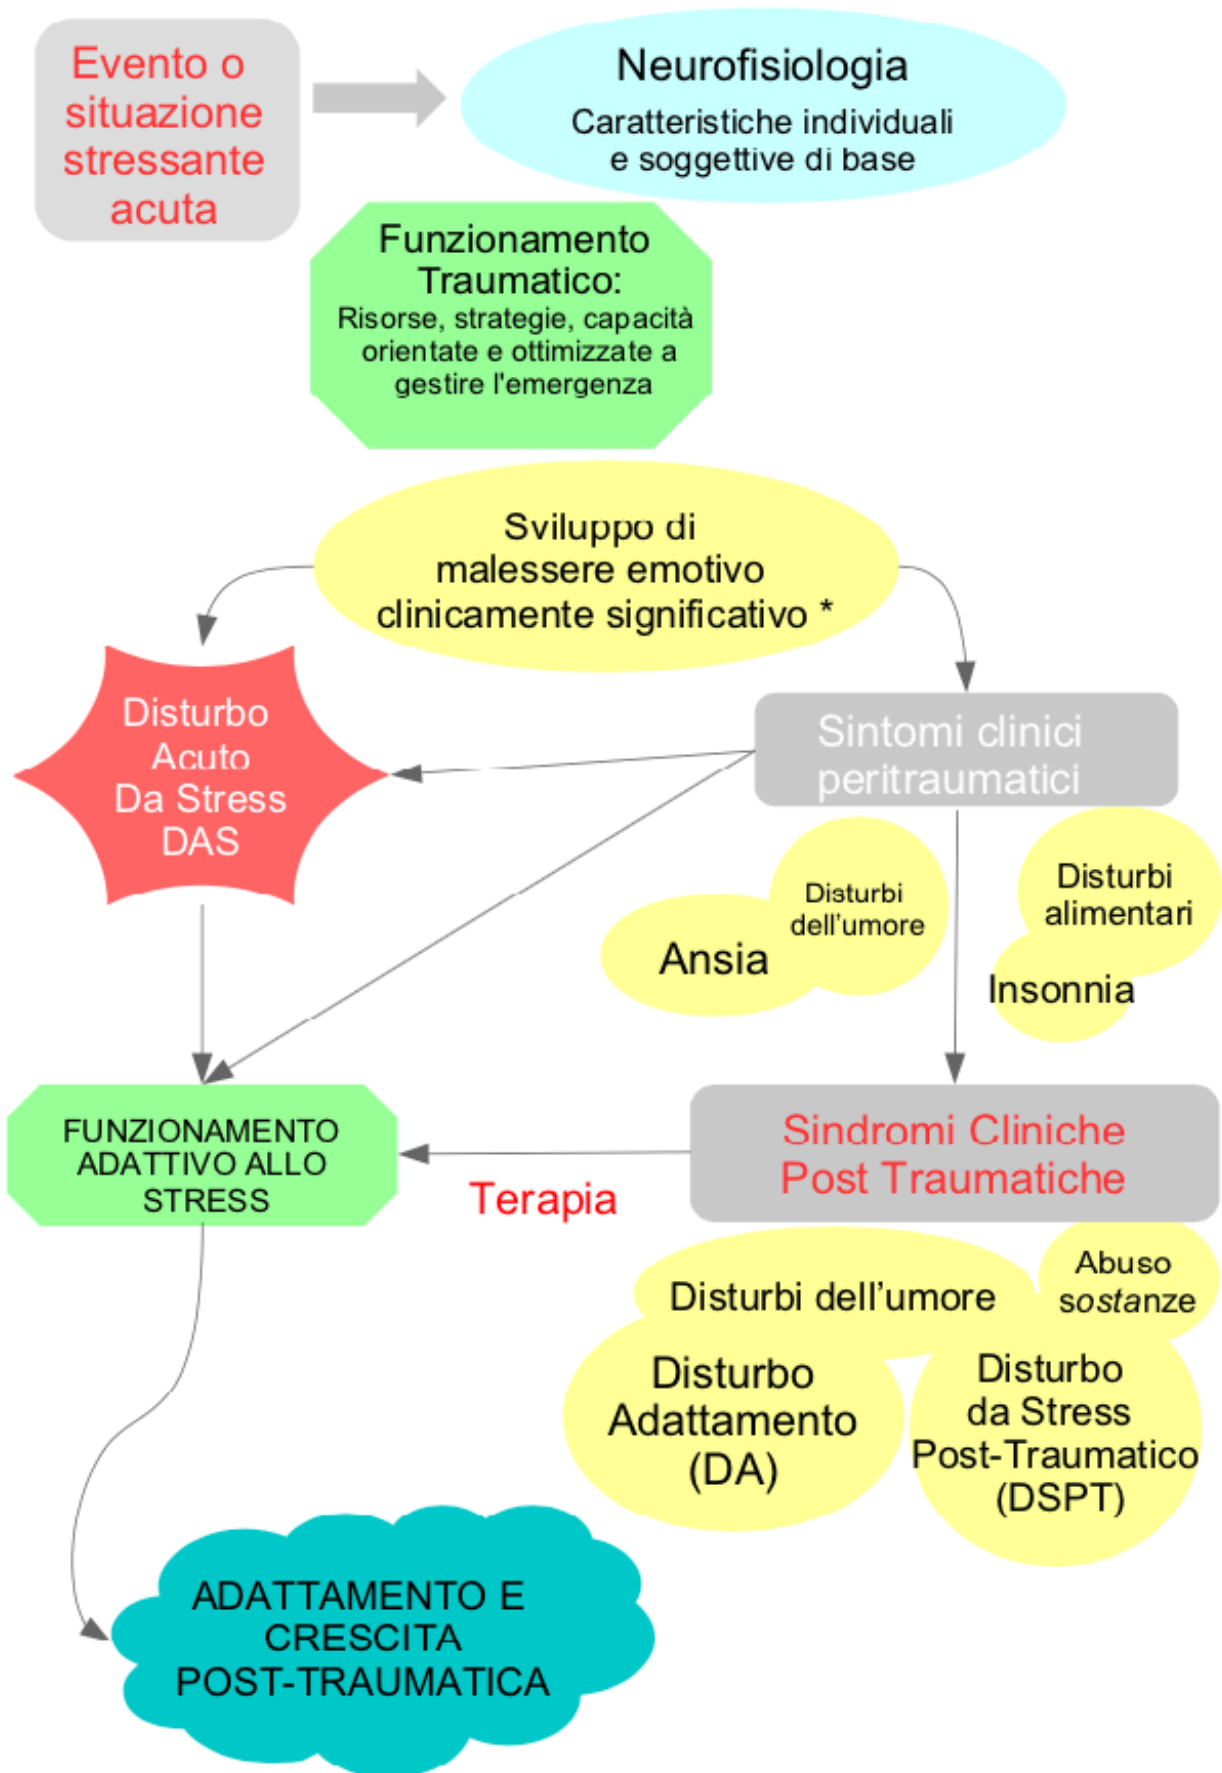 Evento o
situazione
stressante
acuta
Neurofisiologia
Caratteristiche individuali
e soggettive di base
Funzionamento
Traumatico:
Risorse, strategie, capacità
orientate e ottimizzate a
gestire l'emergenza
Sviluppo di
malessere emotivo
clinicamente significativo *
Disturbo
Acuto
Da Stress
DAS
Sintomi clinici
peritraumatici
Disturbi
dell’umore
Ansia
Disturbi
alimentari
Insonnia
FUNZIONAMENTO
ADATTIVO ALLO
STRESS
Terapia
Sindromi Cliniche
Post Traumatiche
Disturbi dell’umore
Abuso
sostanze
Disturbo
Adattamento
(DA)
Disturbo
da Stress
Post-Traumatico
(DSPT)
ADATTAMENTO E
CRESCITA
POST-TRAUMATICA